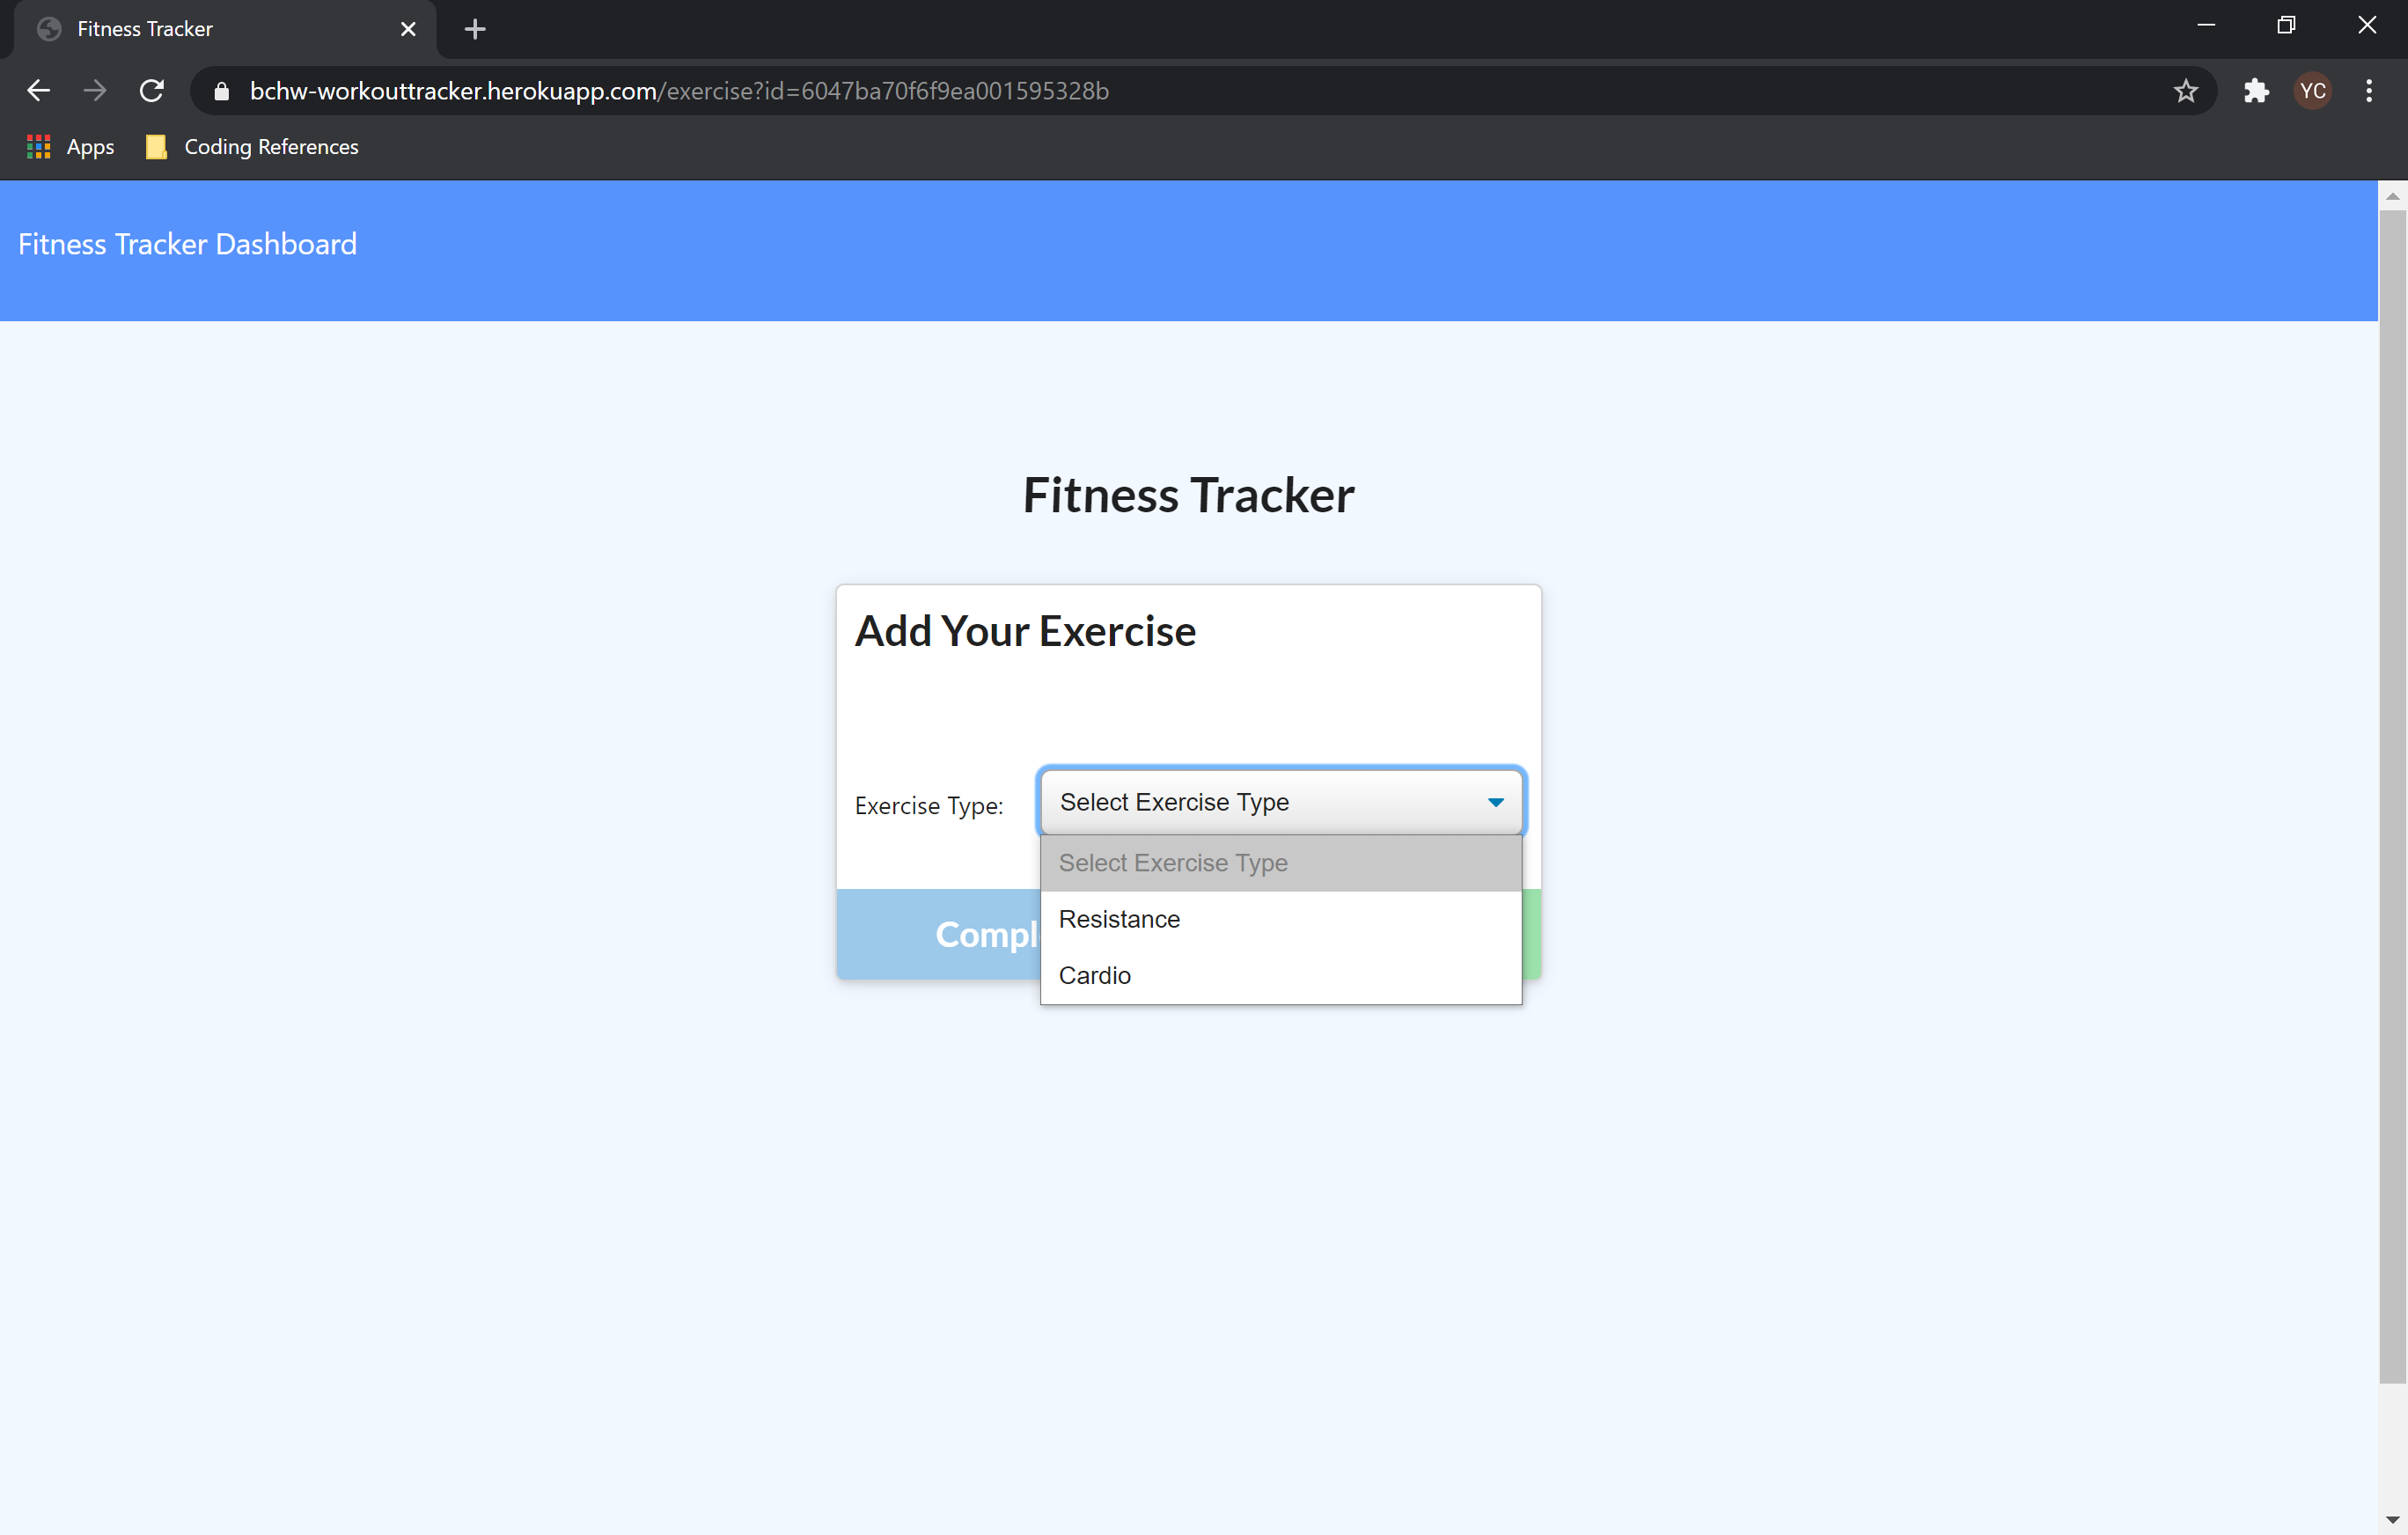 Fitness Tracker
bchw-workouttracker.herokuapp.com/exercise?id=6047ba70f6f9ea001595328b
YC
Apps
Coding References
Fitness Tracker Dashboard
Fitness Tracker
Add Your Exercise
Exercise Type:
Select Exercise Type
Select Exercise Type
Resistance
Compl
Cardio